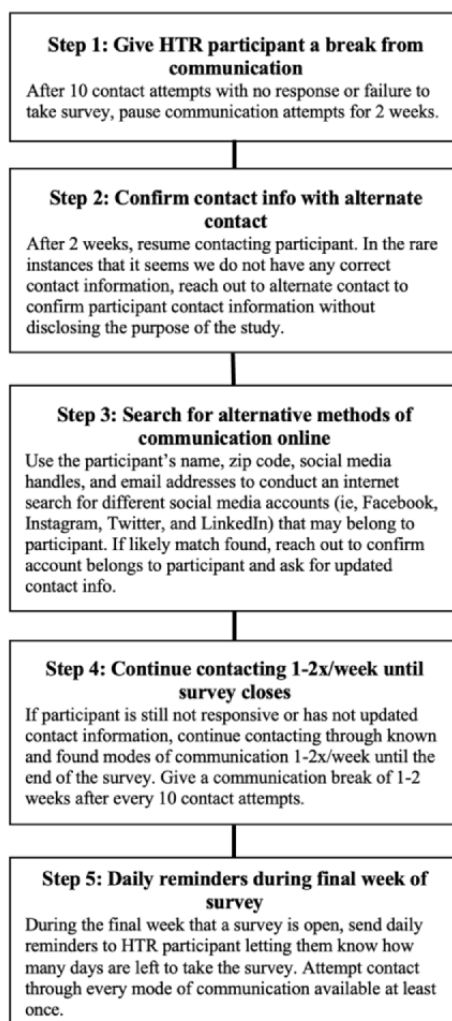 Step 1: Give HTR participant a break from
communication
After 10 contact attempts with no response or failure to
take survey, pause communication attempts for 2 weeks.
Step 2: Confirm contact info with alternate
contact
After 2 weeks, resume contacting participant. In the rare
instances that it seems we do not have any correct
contact information, reach out to alternate contact to
confirm participant contact information without
disclosing the purpose of the study.
Step 3: Search for alternative methods of
communication online
Use the participant's name, zip code, social media
handles, and email addresses to conduct an internet
search for different social media accounts (ie, Facebook,
Instagram, Twitter, and LinkedIn) that may belong to
participant. If likely match found, reach out to confirm
account belongs to participant and ask for updated
contact info.
Step 4: Continue contacting 1-2x/week until
survey closes
If participant is still not responsive or has not updated
contact information, continue contacting through known
and found modes of communication 1-2x/week until the
end of the survey. Give a communication break of 1-2
weeks after every 10 contact attempts.
Step 5: Daily reminders during final week of
survey
During the final week that a survey is open, send daily
reminders to HTR participant letting them know how
many days are left to take the survey. Attempt contact
through every mode of communication available at least
once.